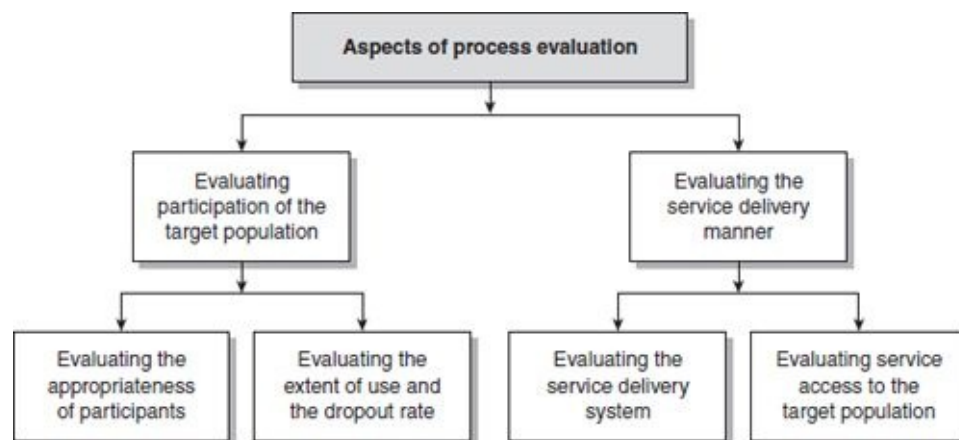 Aspects of process evaluation
Evaluating
participation of the
target population
Evaluating the
service delivery
manner
Evaluating the
appropriateness
of participants
Evaluating the
extent of use and
the dropout rate
Evaluating the
service delivery
system
Evaluating service
access to the
target population